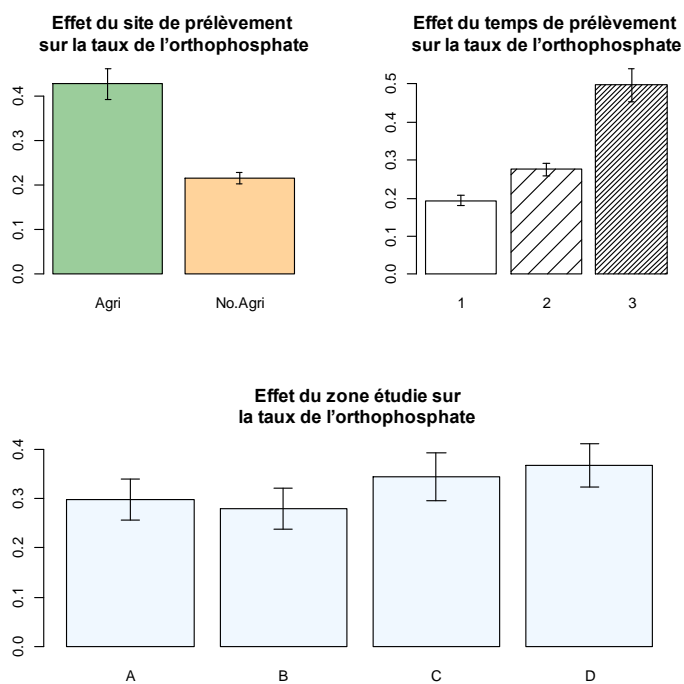 Effet du site de prélèvement
sur la taux de l’orthophosphate
0.4
0.3
0.2
0.1
0.0
Agri No.Agri
Effet du temps de prélèvement
sur la taux de l’orthophosphate
0.5
0.4
0.3
0.2
0.1
0.0
1 2 3
Effet du zone étudie sur
la taux de l’orthophosphate
0.4
0.3
0.2
0.1
0.0
A B C D